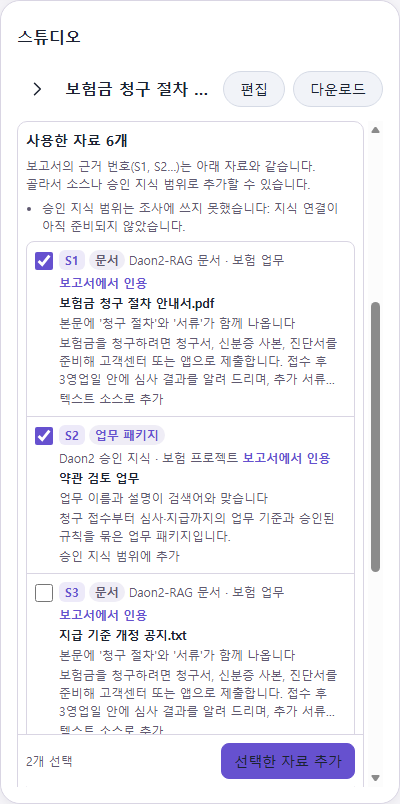 스튜디오
보험금 청구 절차 ...
편집
다운로드
사용한 자료 6개
보고서의 근거 번호(S1, S2...)는 아래 자료와 같습니다.
골라서 소스나 승인 지식 범위로 추가할 수 있습니다.
• 승인 지식 범위는 조사에 쓰지 못했습니다: 지식 연결이
아직 준비되지 않았습니다.
S1 문서 Daon2-RAG 문서 · 보험 업무
보고서에서 인용
보험금 청구 절차 안내서.pdf
본문에 '청구 절차'와 '서류'가 함께 나옵니다
보험금을 청구하려면 청구서, 신분증 사본, 진단서를
준비해 고객센터 또는 앱으로 제출합니다. 접수 후
3영업일 안에 심사 결과를 알려 드리며, 추가 서류...
텍스트 소스로 추가
S2 업무 패키지
Daon2 승인 지식 · 보험 프로젝트 보고서에서 인용
약관 검토 업무
업무 이름과 설명이 검색어와 맞습니다
청구 접수부터 심사·지급까지의 업무 기준과 승인된
규칙을 묶은 업무 패키지입니다.
승인 지식 범위에 추가
S3 문서 Daon2-RAG 문서 · 보험 업무
보고서에서 인용
지급 기준 개정 공지.txt
본문에 '청구 절차'와 '서류'가 함께 나옵니다
보험금을 청구하려면 청구서, 신분증 사본, 진단서를
준비해 고객센터 또는 앱으로 제출합니다. 접수 후
3영업일 안에 심사 결과를 알려 드리며, 추가 서류...
텍스트 소스로 추가
2개 선택
선택한 자료 추가